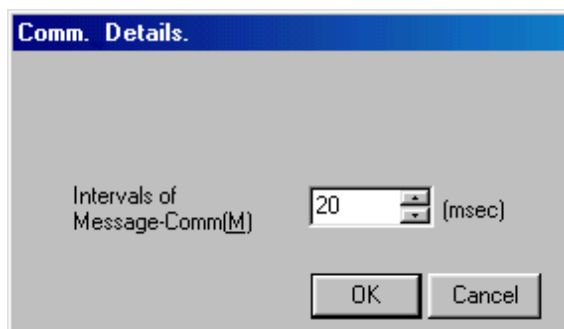 Comm. Details.
Intervals of
Message-Comm(M)
20
(msec)
OK
Cancel